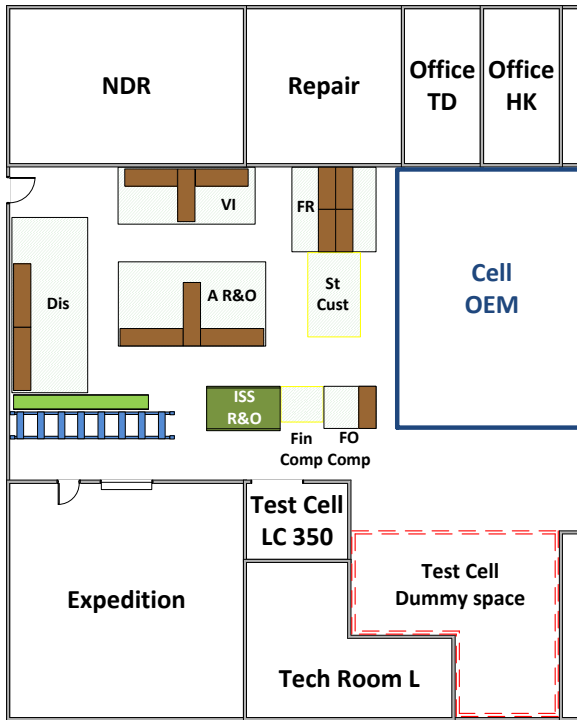 NDR
Repair
Office
TD
Office
HK
VI
FR
Cell
OEM
Dis
A R&O
St
Cust
ISS
R&O
Fin
Comp
FO
Comp
Test Cell
LC 350
Expedition
Test Cell
Dummy space
Tech Room L